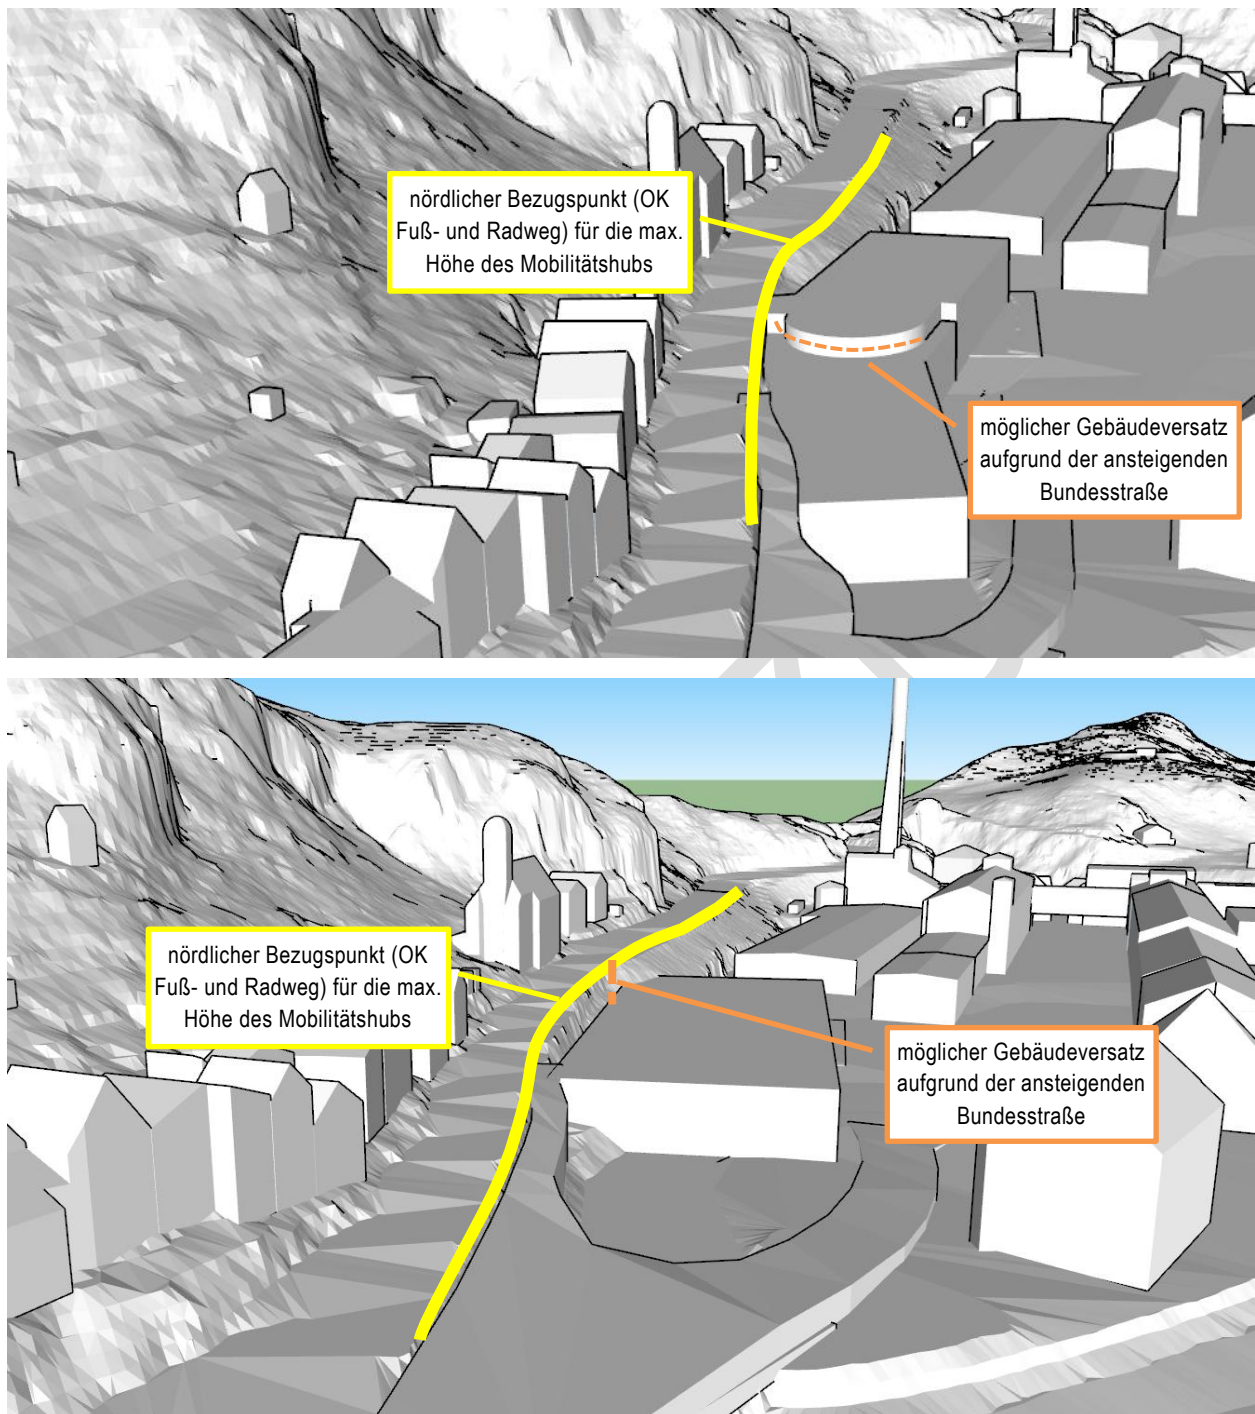 nördlicher Bezugspunkt (OK
Fuß- und Radweg) für die max.
Höhe des Mobilitätshubs
möglicher Gebäudeversatz
aufgrund der ansteigenden
Bundesstraße
nördlicher Bezugspunkt (OK
Fuß- und Radweg) für die max.
Höhe des Mobilitätshubs
möglicher Gebäudeversatz
aufgrund der ansteigenden
Bundesstraße